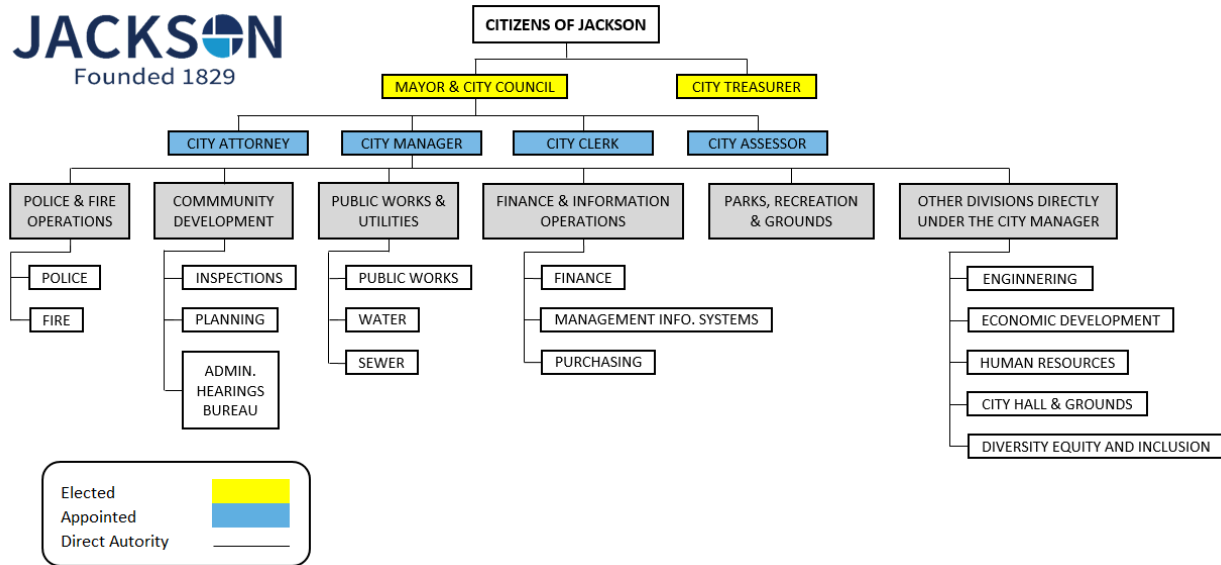 JACKSON
Founded 1829
CITIZENS OF JACKSON
MAYOR & CITY COUNCIL
CITY TREASURER
CITY ATTORNEY
CITY MANAGER
CITY CLERK
CITY ASSESSOR
POLICE & FIRE
OPERATIONS
COMMMUNITY
DEVELOPMENT
PUBLIC WORKS &
UTILITIES
FINANCE & INFORMATION
OPERATIONS
PARKS, RECREATION
& GROUNDS
OTHER DIVISIONS DIRECTLY
UNDER THE CITY MANAGER
POLICE
FIRE
INSPECTIONS
PLANNING
ADMIN.
HEARINGS
BUREAU
PUBLIC WORKS
WATER
SEWER
FINANCE
MANAGEMENT INFO. SYSTEMS
PURCHASING
ENGINNERING
ECONOMIC DEVELOPMENT
HUMAN RESOURCES
CITY HALL & GROUNDS
DIVERSITY EQUITY AND INCLUSION
Elected
Appointed
Direct Autority